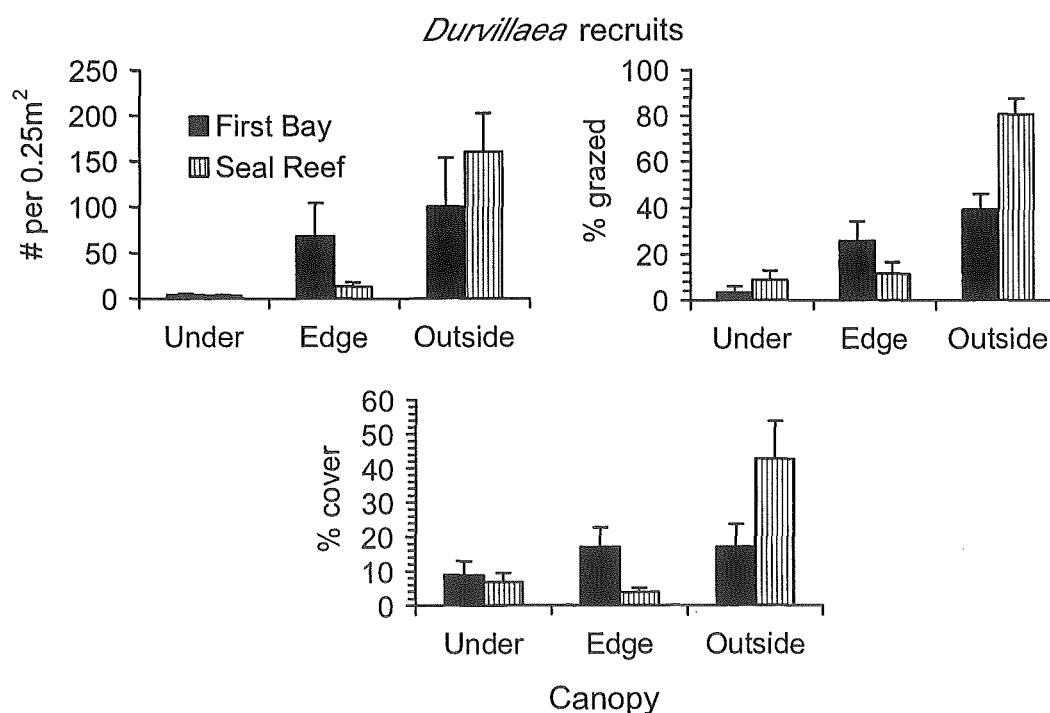 Durvillaea recruits
# per 0.25m²
250
200
150
100
50
0
First Bay
Seal Reef
Under Edge Outside
% grazed
100
80
60
40
20
0
Under Edge Outside
% cover
60
50
40
30
20
10
0
Under Edge Outside
Canopy